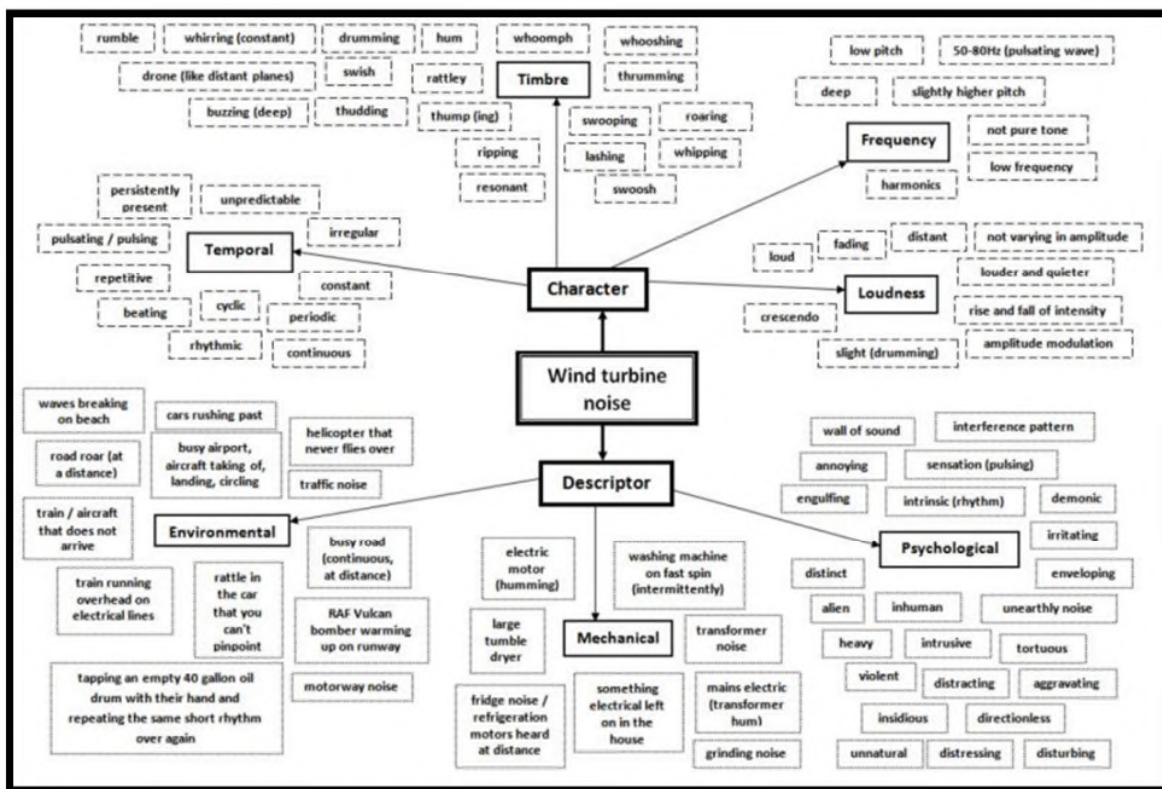 rumble
whirring (constant)
drumming
hum
whoomph
whooshing
drone (like distant planes)
swish
rattley
Timbre
thrumming
buzzing (deep)
thudding
thump (ing)
swooping
roaring
ripping
lashing
whipping
resonant
swoosh
low pitch
50-80Hz (pulsating wave)
deep
slightly higher pitch
Frequency
not pure tone
low frequency
harmonics
persistently
present
unpredictable
pulsating / pulsing
Temporal
irregular
repetitive
constant
beating
cyclic
periodic
rhythmic
continuous
Character
loud
fading
distant
not varying in amplitude
louder and quieter
Loudness
crescendo
rise and fall of intensity
slight (drumming)
amplitude modulation
Wind turbine
noise
Descriptor
waves breaking
on beach
cars rushing past
helicopter that
never flies over
road roar (at
a distance)
busy airport,
aircraft taking of,
landing, circling
traffic noise
train / aircraft
that does not
arrive
Environmental
busy road
(continuous,
at distance)
train running
overhead on
electrical lines
rattle in
the car
that you
can't
pinpoint
RAF Vulcan
bomber warming
up on runway
tapping an empty 40 gallon oil
drum with their hand and
repeating the same short rhythm
over again
motorway noise
electric
motor
(humming)
washing machine
on fast spin
(intermittently)
large
tumble
dryer
Mechanical
transformer
noise
fridge noise /
refrigeration
motors heard
at distance
something
electrical left
on in the
house
mains electric
(transformer
hum)
grinding noise
wall of sound
interference pattern
annoying
sensation (pulsing)
engulfing
intrinsic (rhythm)
demonic
Psychological
irritating
distinct
enveloping
alien
inhuman
unearthly noise
heavy
intrusive
tortuous
violent
distracting
aggravating
insidious
directionless
unnatural
distressing
disturbing